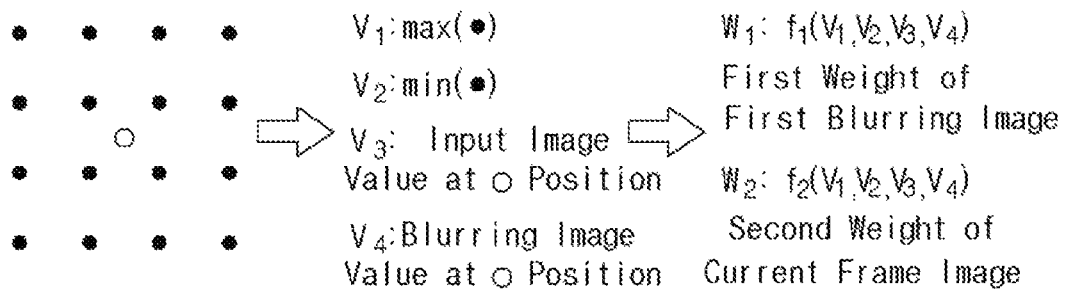 V₁:max(●)
V₂:min(●)
V₃: Input Image
Value at ○ Position
V₄:Blurring Image
Value at ○ Position
W₁: f₁(V₁,V₂,V₃,V₄)
First Weight of
First Blurring Image
W₂: f₂(V₁,V₂,V₃,V₄)
Second Weight of
Current Frame Image